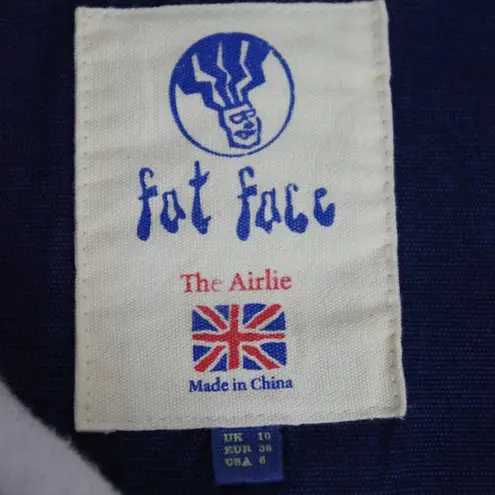 fat face
The Airlie
Made in China
UK 10
EUR 38
USA 6